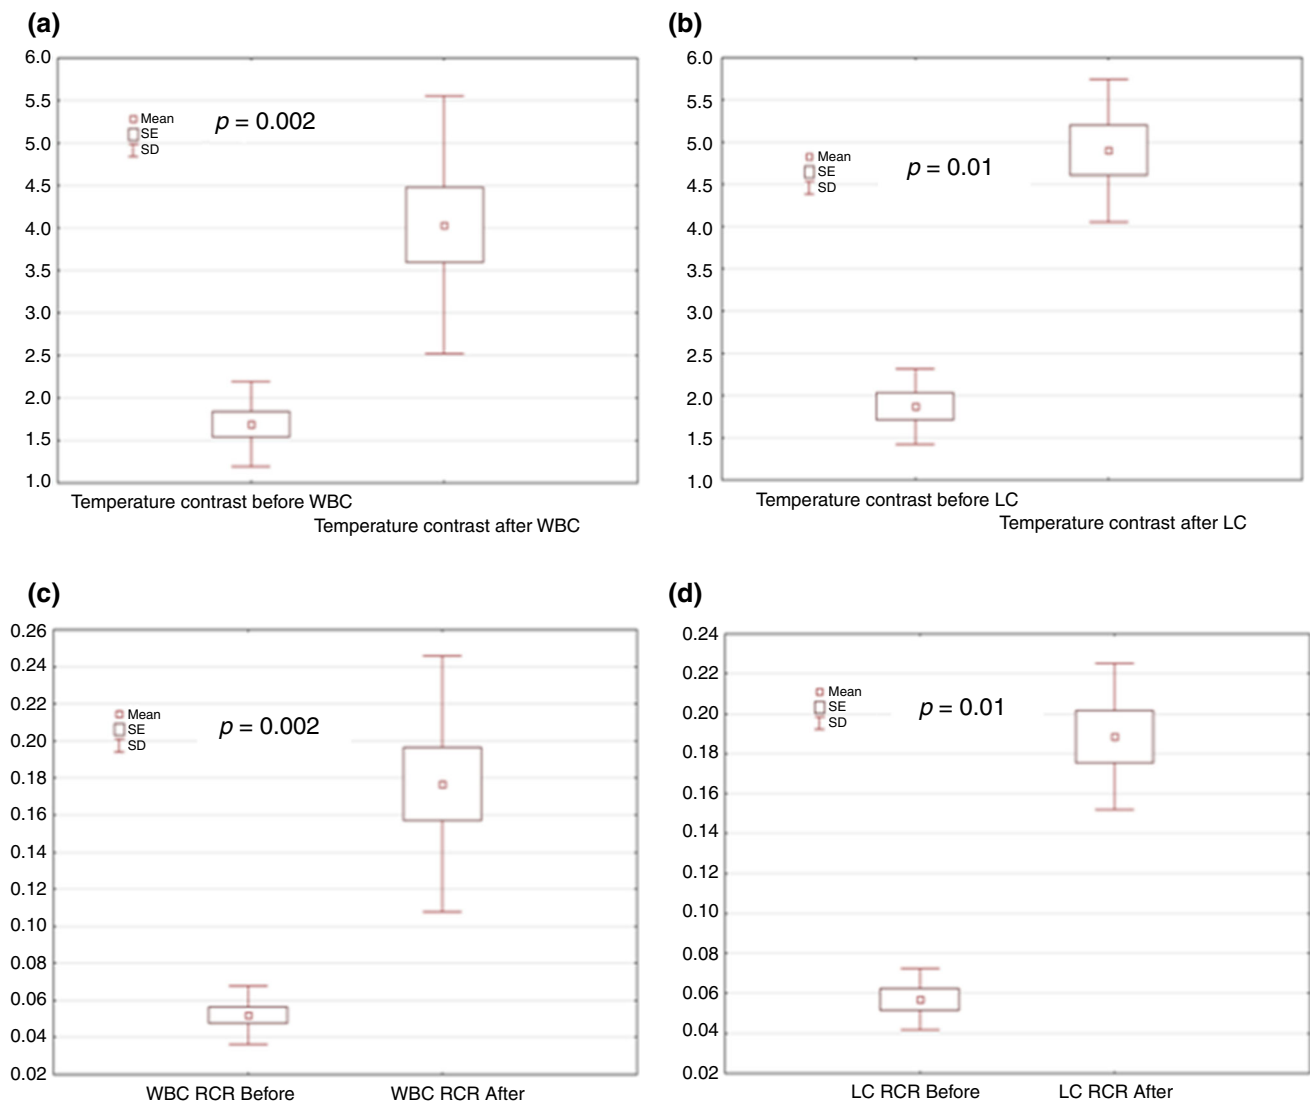 (a)
6.0
5.5
5.0
4.5
4.0
3.5
3.0
2.5
2.0
1.5
1.0
Mean
SE
SD
p = 0.002
Temperature contrast before WBC
Temperature contrast after WBC
(b)
6.0
5.5
5.0
4.5
4.0
3.5
3.0
2.5
2.0
1.5
1.0
Mean
SE
SD
p = 0.01
Temperature contrast before LC
Temperature contrast after LC
(c)
0.26
0.24
0.22
0.20
0.18
0.16
0.14
0.12
0.10
0.08
0.06
0.04
0.02
Mean
SE
SD
p = 0.002
WBC RCR Before
WBC RCR After
(d)
0.24
0.22
0.20
0.18
0.16
0.14
0.12
0.10
0.08
0.06
0.04
0.02
Mean
SE
SD
p = 0.01
LC RCR Before
LC RCR After